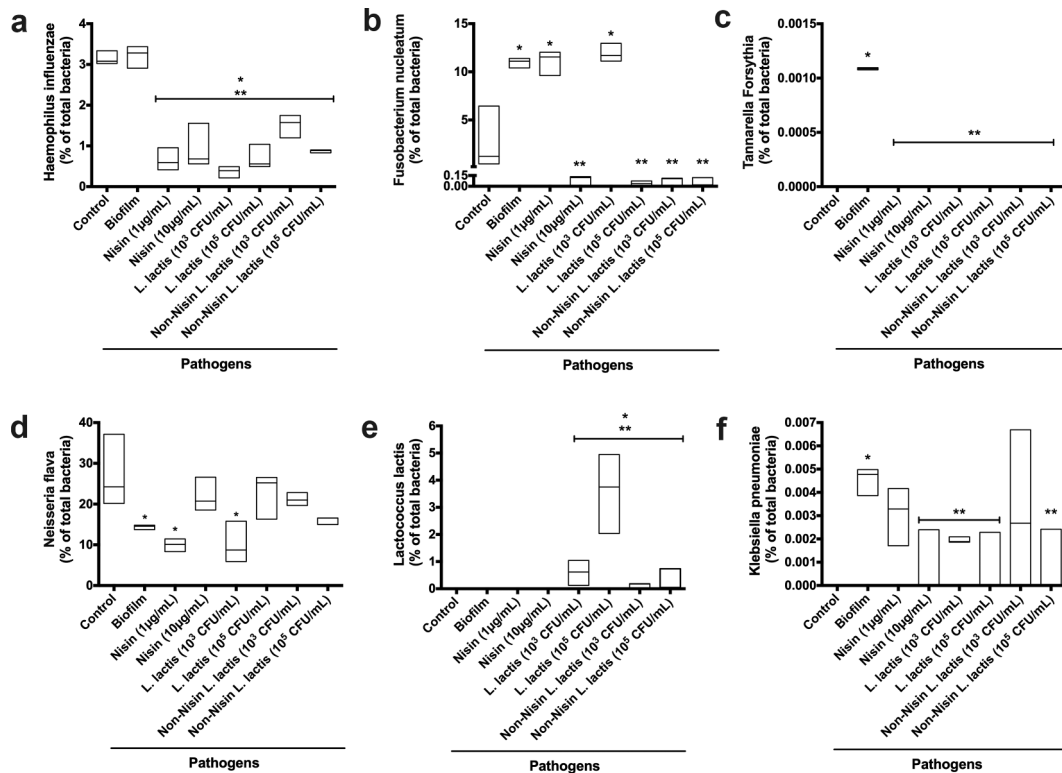 a
Haemophilus influenzae
(% of total bacteria)
4
3
2
1
0
*
**
Control
Biofilm
Nisin (1µg/mL)
Nisin (10µg/mL)
L. lactis (10³ CFU/mL)
L. lactis (10⁵ CFU/mL)
Non-Nisin L. lactis (10³ CFU/mL)
Non-Nisin L. lactis (10⁵ CFU/mL)
Pathogens
b
Fusobacterium nucleatum
(% of total bacteria)
15
10
5
0.15
0.00
* * *
** ** ** **
Control
Biofilm
Nisin (1µg/mL)
Nisin (10µg/mL)
L. lactis (10³ CFU/mL)
L. lactis (10⁵ CFU/mL)
Non-Nisin L. lactis (10³ CFU/mL)
Non-Nisin L. lactis (10⁵ CFU/mL)
Pathogens
c
Tannarella Forsythia
(% of total bacteria)
0.0015
0.0010
0.0005
0.0000
*
**
Control
Biofilm
Nisin (1µg/mL)
Nisin (10µg/mL)
L. lactis (10³ CFU/mL)
L. lactis (10⁵ CFU/mL)
Non-Nisin L. lactis (10³ CFU/mL)
Non-Nisin L. lactis (10⁵ CFU/mL)
Pathogens
d
Neisseria flava
(% of total bacteria)
40
30
20
10
0
* * *
Control
Biofilm
Nisin (1µg/mL)
Nisin (10µg/mL)
L. lactis (10³ CFU/mL)
L. lactis (10⁵ CFU/mL)
Non-Nisin L. lactis (10³ CFU/mL)
Non-Nisin L. lactis (10⁵ CFU/mL)
Pathogens
e
Lactococcus lactis
(% of total bacteria)
6
5
4
3
2
1
0
*
**
Control
Biofilm
Nisin (1µg/mL)
Nisin (10µg/mL)
L. lactis (10³ CFU/mL)
L. lactis (10⁵ CFU/mL)
Non-Nisin L. lactis (10³ CFU/mL)
Non-Nisin L. lactis (10⁵ CFU/mL)
Pathogens
f
Klebsiella pneumoniae
(% of total bacteria)
0.007
0.006
0.005
0.004
0.003
0.002
0.001
0.000
*
** **
Control
Biofilm
Nisin (1µg/mL)
Nisin (10µg/mL)
L. lactis (10³ CFU/mL)
L. lactis (10⁵ CFU/mL)
Non-Nisin L. lactis (10³ CFU/mL)
Non-Nisin L. lactis (10⁵ CFU/mL)
Pathogens